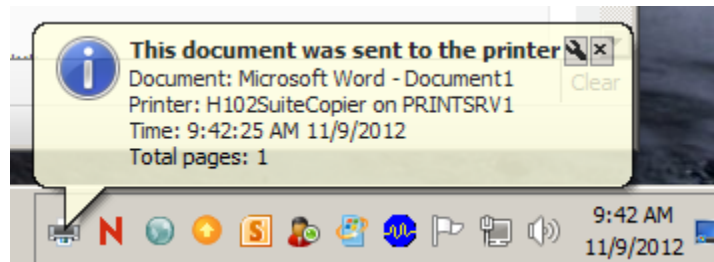 This document was sent to the printer
Document: Microsoft Word - Document1
Clear
Printer: H102SuiteCopier on PRINTSRV1
Time: 9:42:25 AM 11/9/2012
Total pages: 1
N
S
9:42 AM
11/9/2012